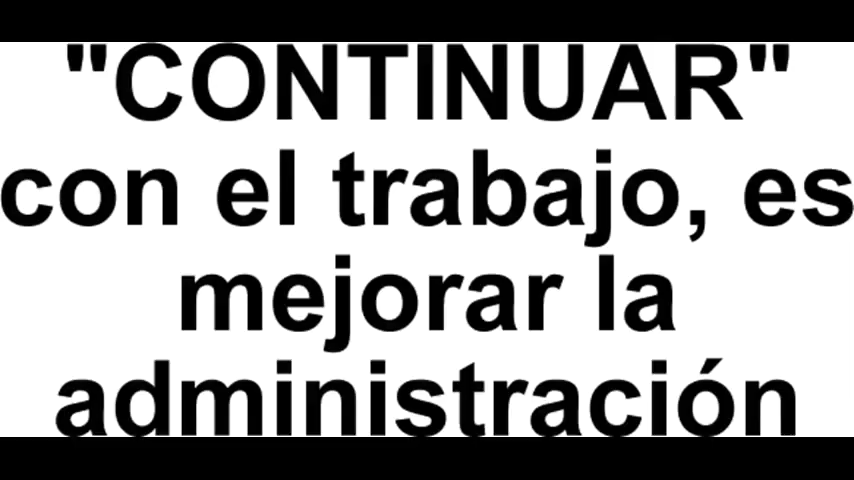 "CONTINUAR"
con el trabajo, es
mejorar la
administración